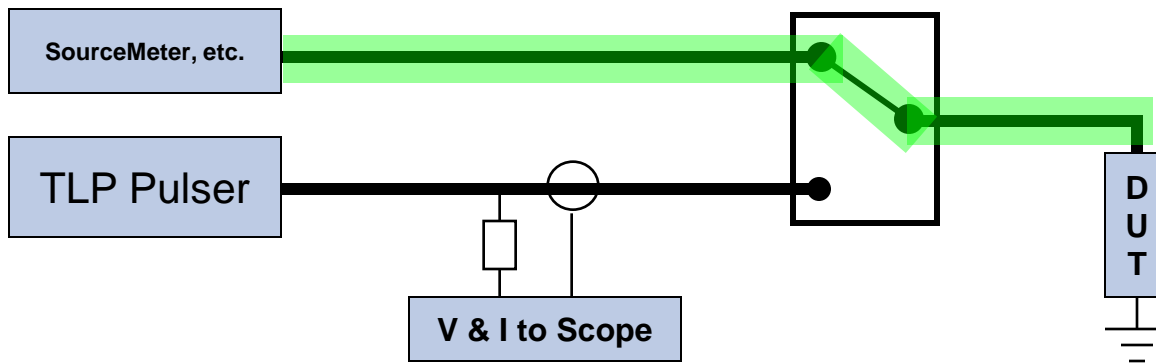 SourceMeter, etc.
TLP Pulser
D
U
T
V & I to Scope